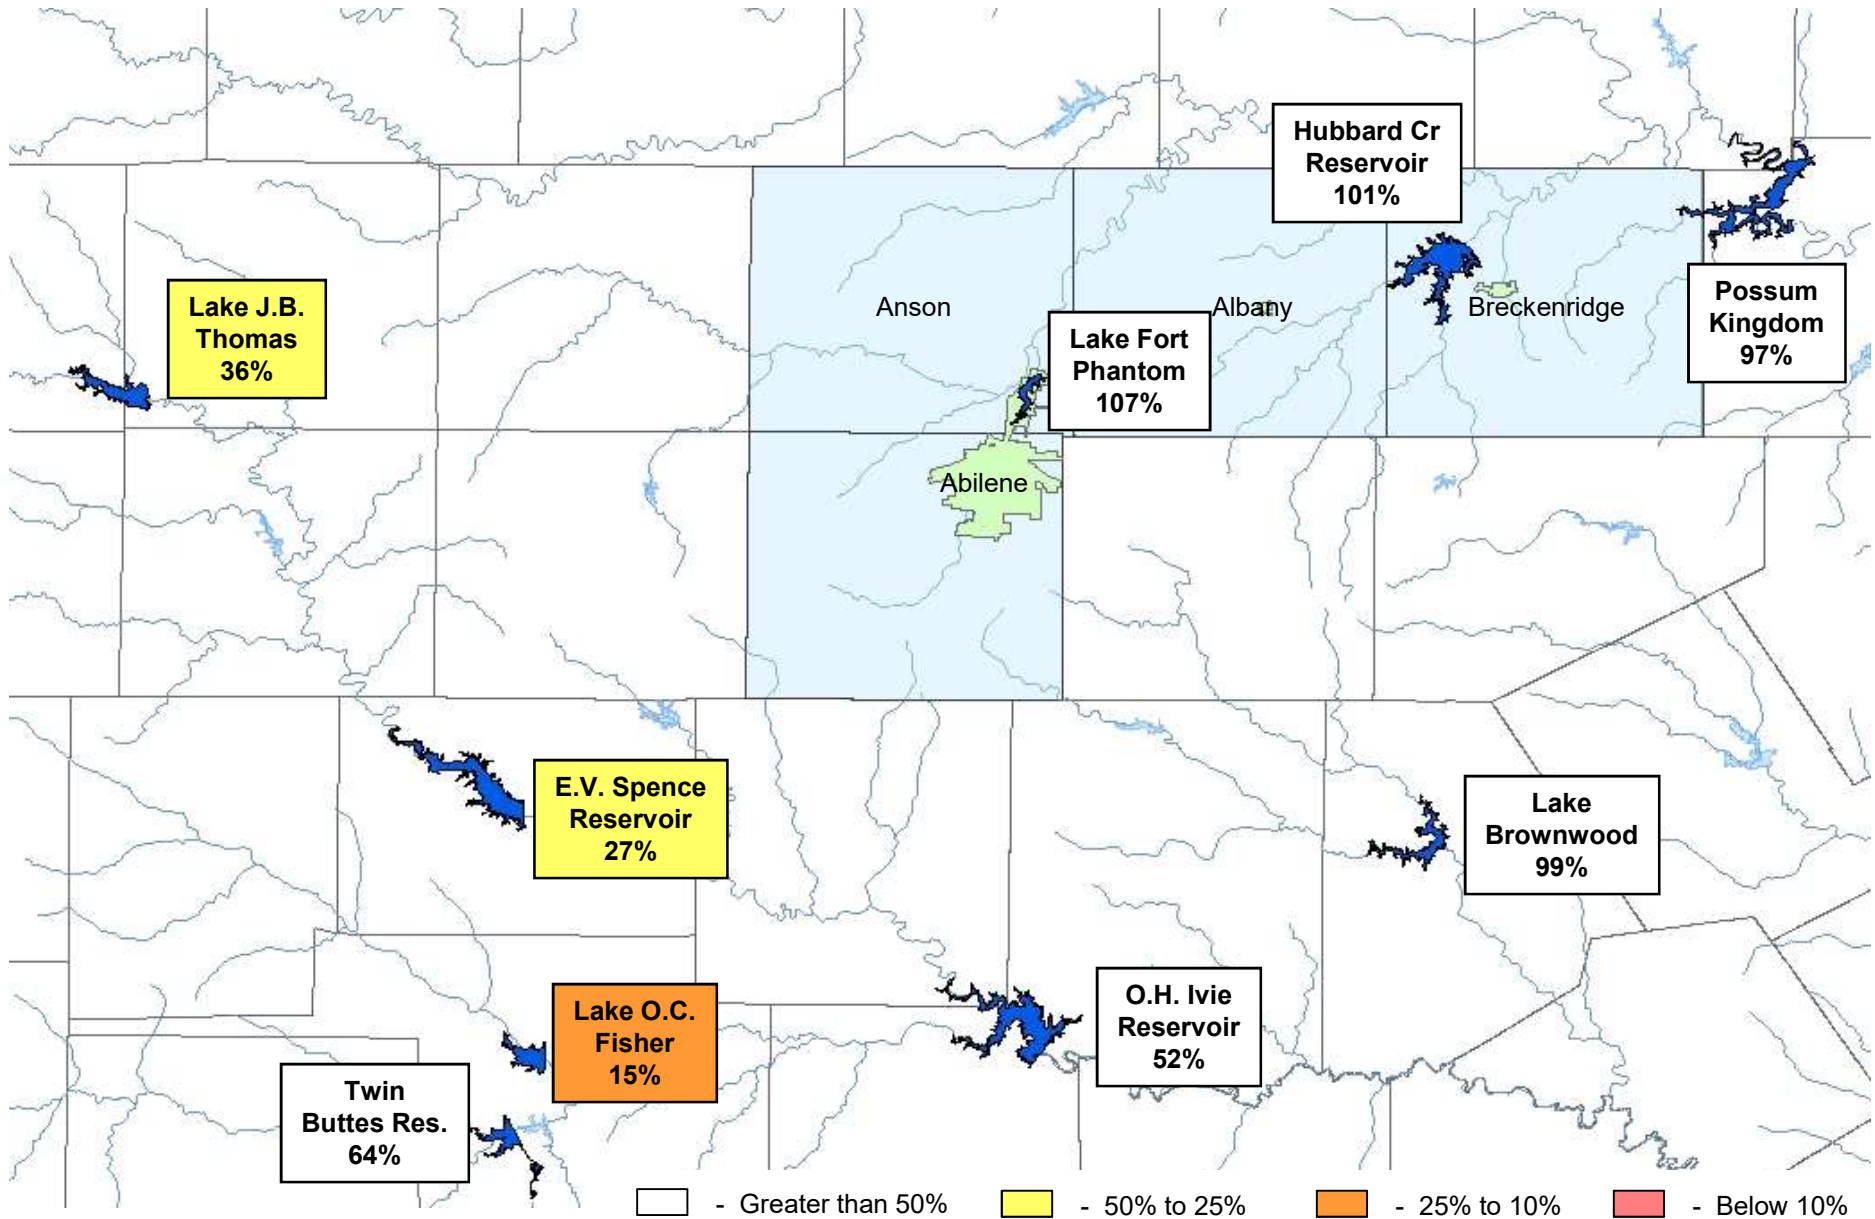 Hubbard Cr
Reservoir
101%
Lake J.B.
Thomas
36%
Anson
Albany
Breckenridge
Possum
Kingdom
97%
Lake Fort
Phantom
107%
Abilene
E.V. Spence
Reservoir
27%
Lake
Brownwood
99%
Lake O.C.
Fisher
15%
O.H. Ivie
Reservoir
52%
Twin
Buttes Res.
64%
- Greater than 50%
- 50% to 25%
- 25% to 10%
- Below 10%